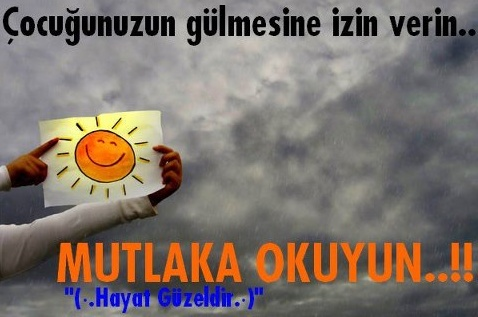 Çocuğunuzun gülmesine izin verin..
MUTLAKA OKUYUN..!!
"(·.Hayat Güzeldir.·)"